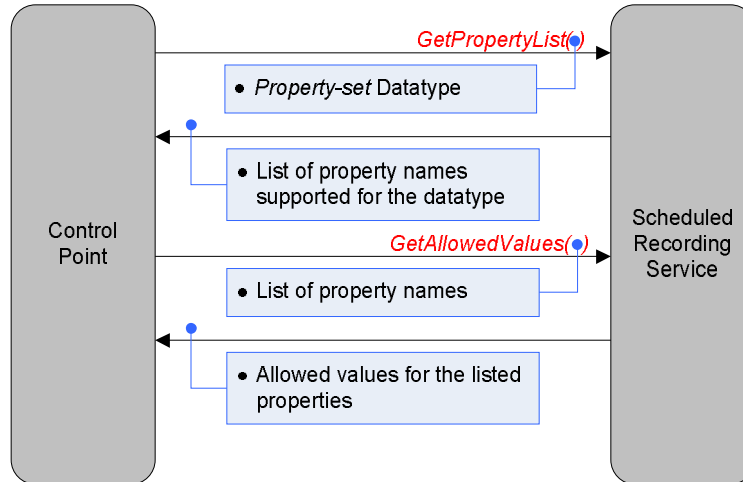 GetPropertyList( )
• Property-set Datatype
• List of property names
supported for the datatype
Control
Point
Scheduled
Recording
Service
GetAllowedValues( )
• List of property names
• Allowed values for the listed
properties